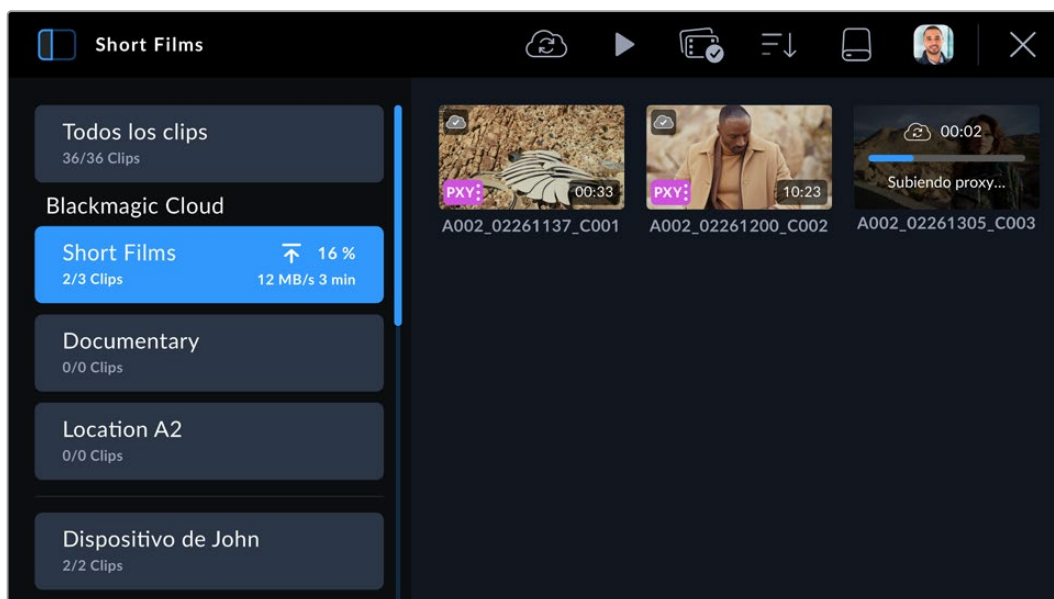 Short Films
Todos los clips
36/36 Clips
Blackmagic Cloud
Short Films 16 %
2/3 Clips 12 MB/s 3 min
Documentary
0/0 Clips
Location A2
0/0 Clips
Dispositivo de John
2/2 Clips
PXY 00:33
A002_02261137_C001
PXY 10:23
A002_02261200_C002
00:02
Subiendo proxy...
A002_02261305_C003